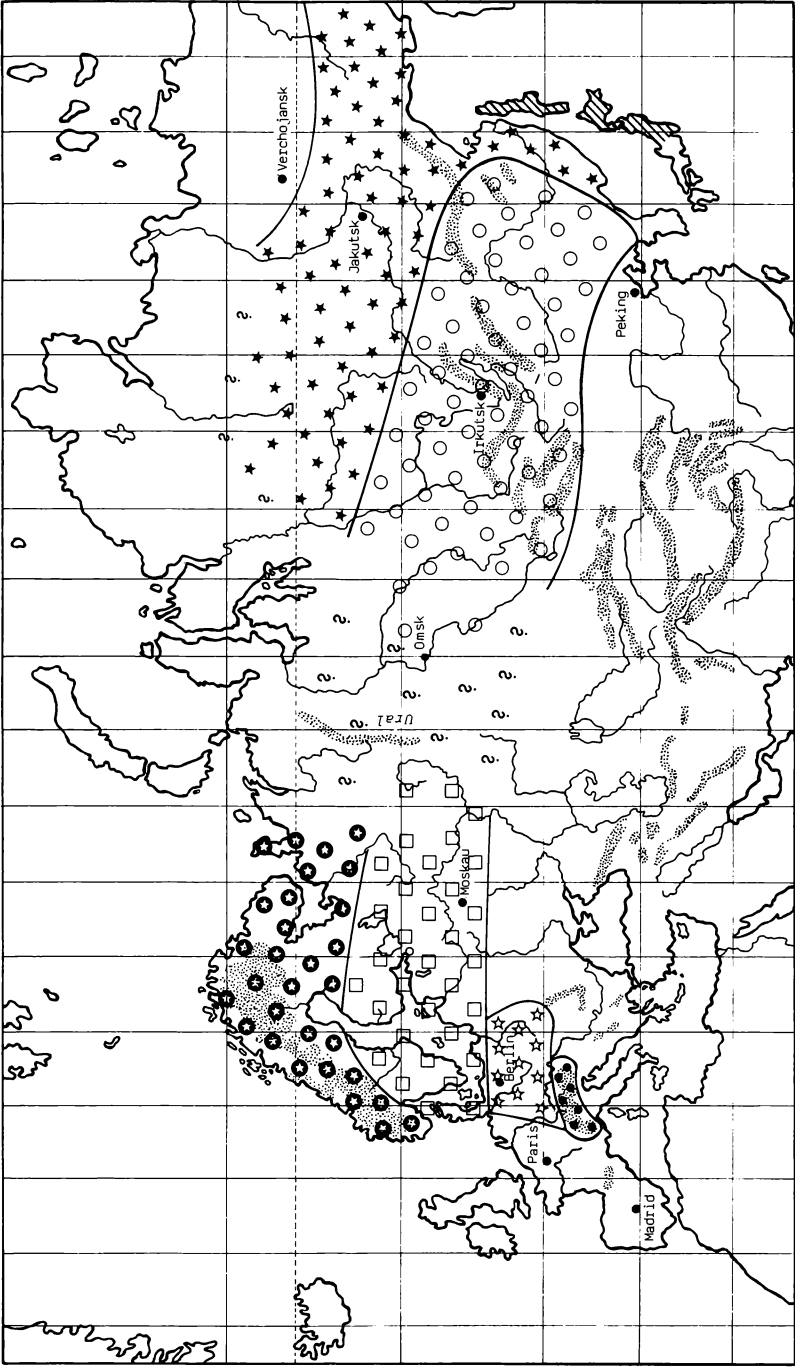 Verchojansk
Jakutsk
Peking
?
?
Irkutsk
?
?
?
Omsk
?
?
?
?
?
?
Ural
?
?
?
Moskau
Berlin
Paris
Madrid